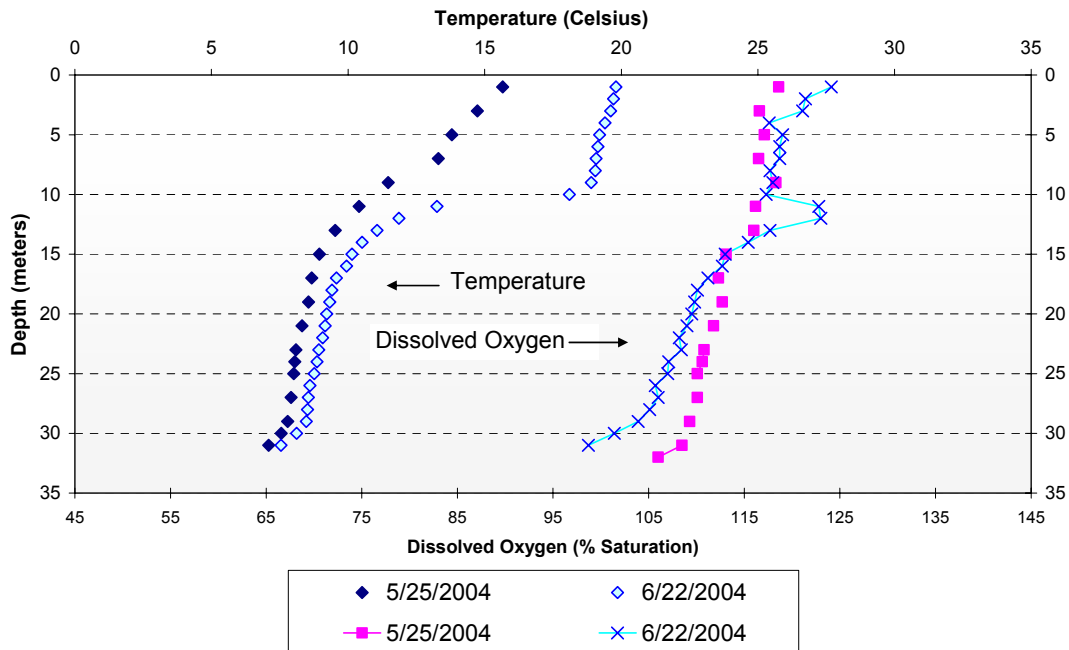 Temperature (Celsius)
0 5 10 15 20 25 30 35
0 0
5 5
10 10
15 15
20 20
25 25
30 30
35 35
Depth (meters)
Temperature
Dissolved Oxygen
45 55 65 75 85 95 105 115 125 135 145
Dissolved Oxygen (% Saturation)
5/25/2004 6/22/2004
5/25/2004 6/22/2004